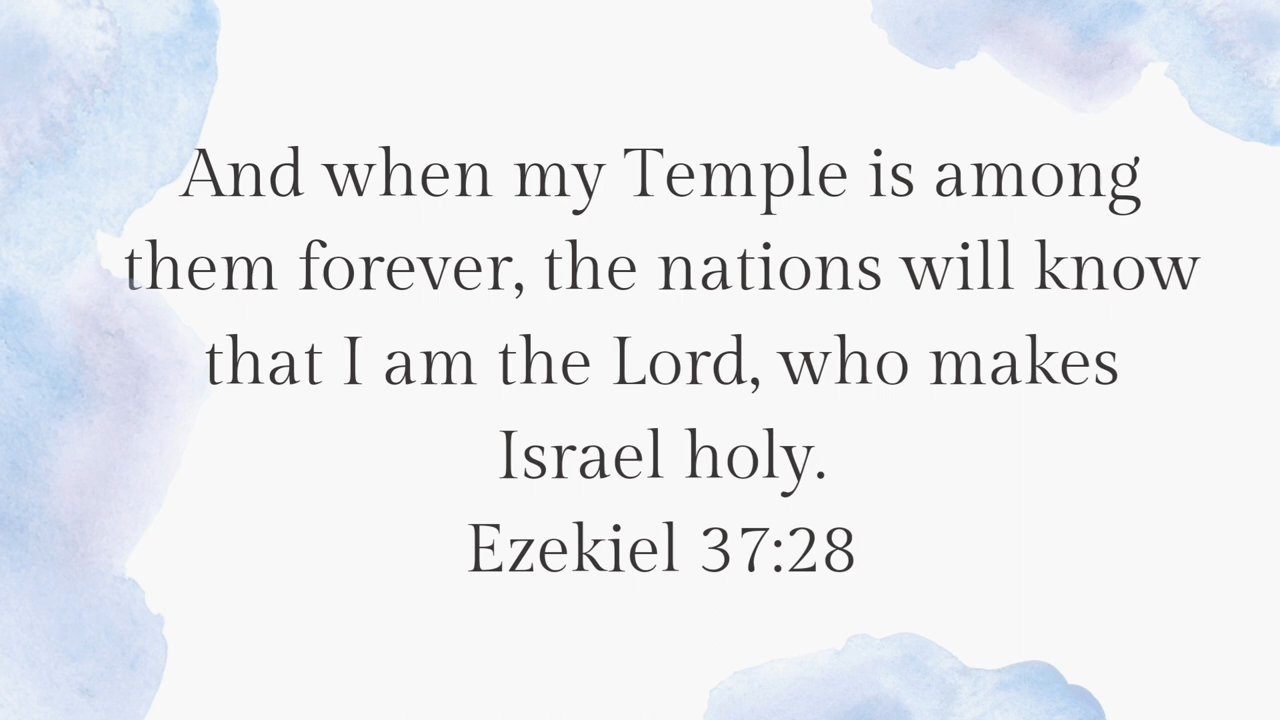 And when my Temple is among
them forever, the nations will know
that I am the Lord, who makes
Israel holy.
Ezekiel 37:28